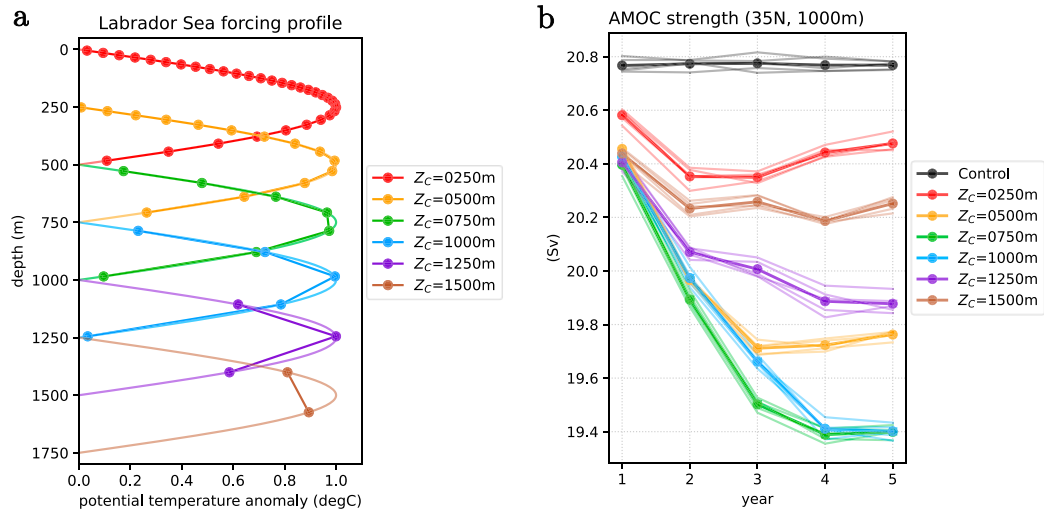 a
Labrador Sea forcing profile
0
250
500
750
1000
1250
1500
1750
depth (m)
0.0 0.2 0.4 0.6 0.8 1.0
potential temperature anomaly (degC)
Z_C=0250m
Z_C=0500m
Z_C=0750m
Z_C=1000m
Z_C=1250m
Z_C=1500m
b
AMOC strength (35N, 1000m)
20.8
20.6
20.4
20.2
20.0
19.8
19.6
19.4
(Sv)
1 2 3 4 5
year
Control
Z_C=0250m
Z_C=0500m
Z_C=0750m
Z_C=1000m
Z_C=1250m
Z_C=1500m